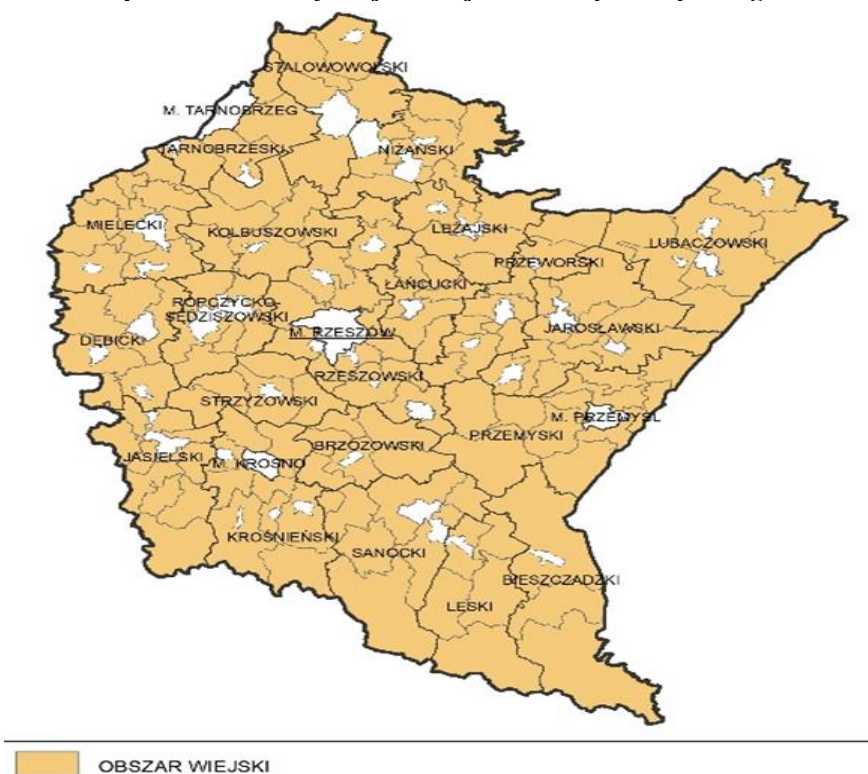 STALOWOWOLSKI
M. TARNOBRZEG
TARNOBRZESKI
NIŻAŃSKI
MIELECKI
KOLBUSZOWSKI
LEŻAJSKI
LUBACZOWSKI
PRZEWORSKI
ŁAŃCUCKI
ROPCZYCKO-
SĘDZISZOWSKI
M. RZESZÓW
JAROSŁAWSKI
DĘBICKI
RZESZOWSKI
STRZYŻOWSKI
M. PRZEMYŚL
PRZEMYSKI
BRZOZOWSKI
JASIELSKI
M. KROSNO
KROŚNIEŃSKI
SANOCKI
BIESZCZADZKI
LESKI
OBSZAR WIEJSKI